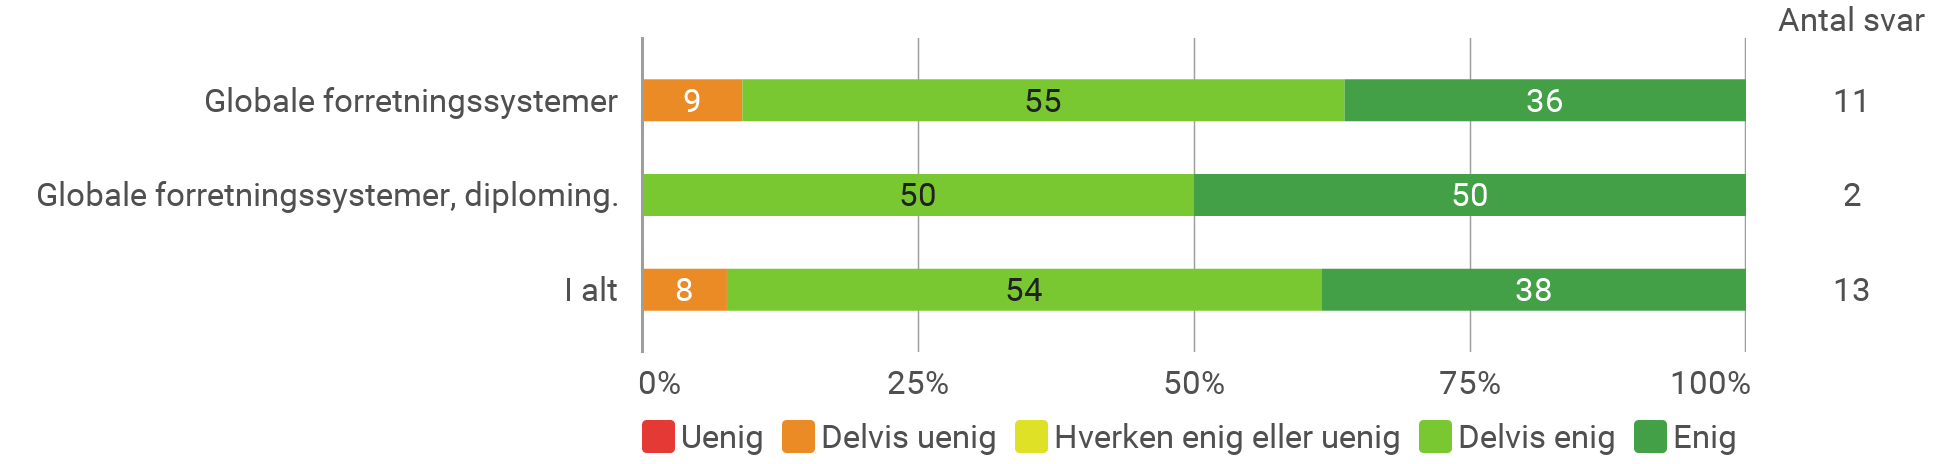 Antal svar
Globale forretningssystemer 9 55 36 11
Globale forretningssystemer, diploming. 50 50 2
I alt 8 54 38 13
0% 25% 50% 75% 100%
Uenig Delvis uenig Hverken enig eller uenig Delvis enig Enig